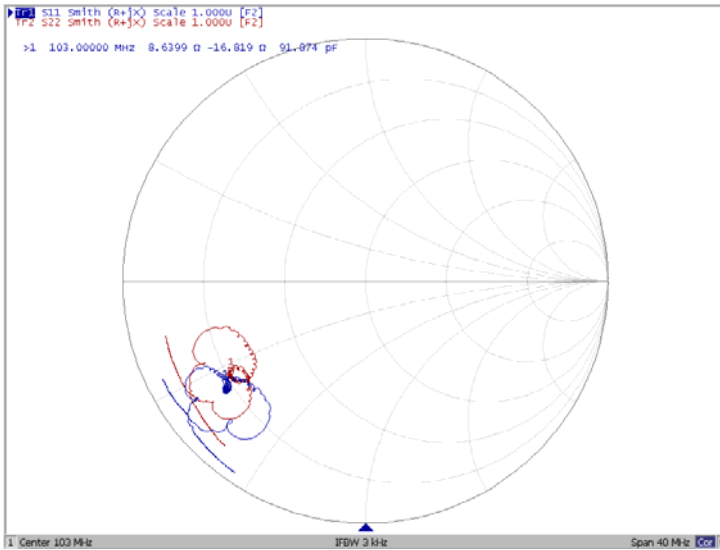 Tr1 S11 Smith (R+jX) Scale 1.000U [F2]
Tr2 S22 Smith (R+jX) Scale 1.000U [F2]
>1 103.00000 MHz 8.6399 Ω -16.819 Ω 91.874 pF
1 Center 103 MHz IFBW 3 kHz Span 40 MHz Cor